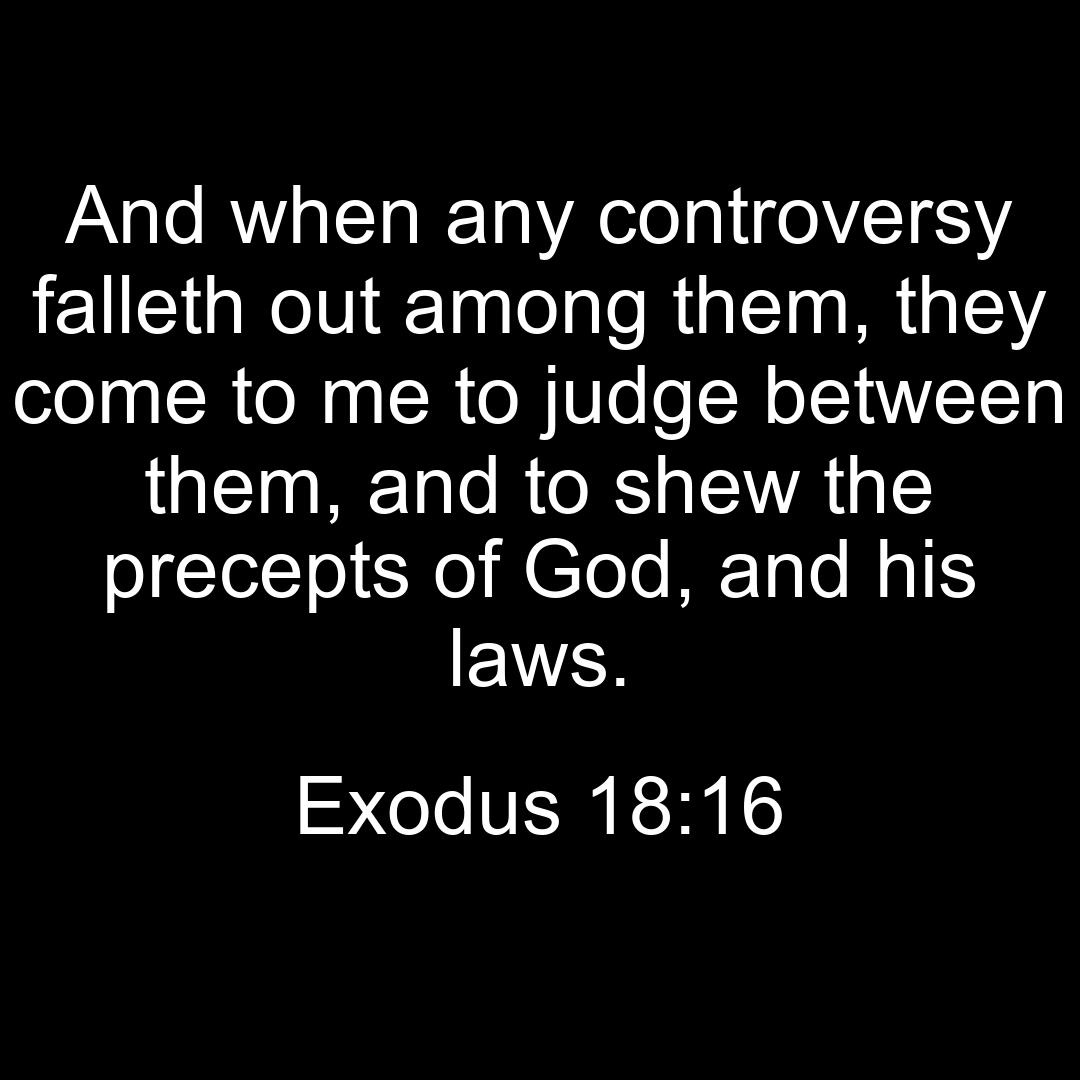 And when any controversy
falleth out among them, they
come to me to judge between
them, and to shew the
precepts of God, and his
laws.
Exodus 18:16